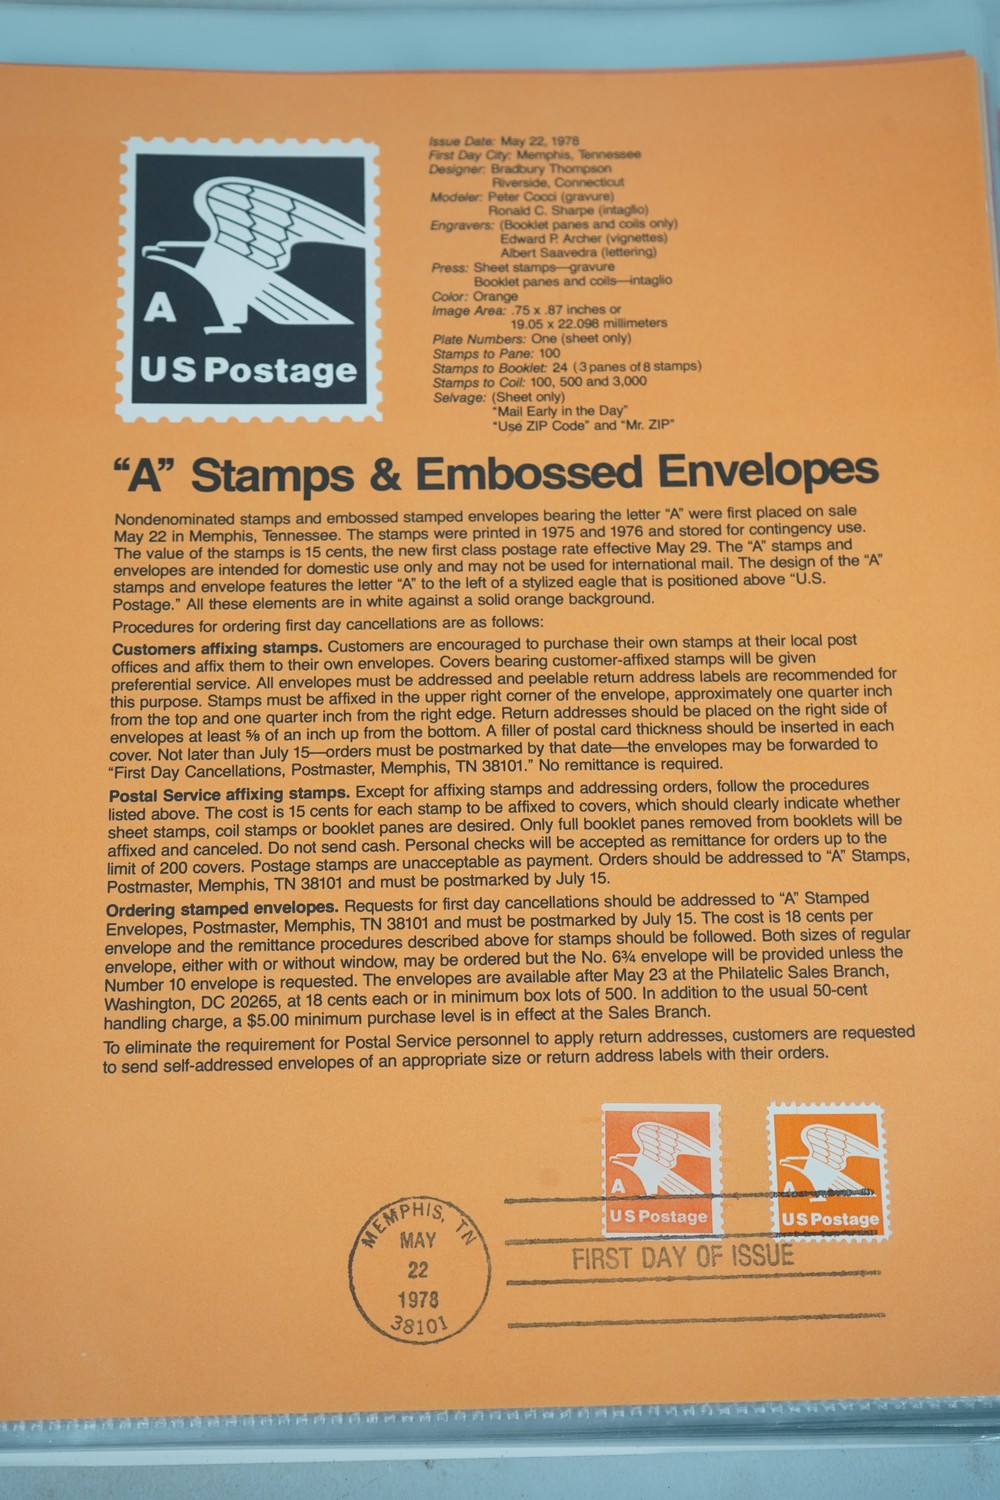 A
US Postage
Issue Date: May 22, 1978
First Day City: Memphis, Tennessee
Designer: Bradbury Thompson
Riverside, Connecticut
Modeler: Peter Cocci (gravure)
Ronald C. Sharpe (intaglio)
Engravers: (Booklet panes and coils only)
Edward P. Archer (vignettes)
Albert Saavedra (lettering)
Press: Sheet stamps—gravure
Booklet panes and coils—intaglio
Color: Orange
Image Area: .75 x .87 inches or
19.05 x 22.098 millimeters
Plate Numbers: One (sheet only)
Stamps to Pane: 100
Stamps to Booklet: 24 (3 panes of 8 stamps)
Stamps to Coil: 100, 500 and 3,000
Selvage: (Sheet only)
"Mail Early in the Day"
"Use ZIP Code" and "Mr. ZIP"
"A" Stamps & Embossed Envelopes
Nondenominated stamps and embossed stamped envelopes bearing the letter "A" were first placed on sale
May 22 in Memphis, Tennessee. The stamps were printed in 1975 and 1976 and stored for contingency use.
The value of the stamps is 15 cents, the new first class postage rate effective May 29. The "A" stamps and
envelopes are intended for domestic use only and may not be used for international mail. The design of the "A"
stamps and envelope features the letter "A" to the left of a stylized eagle that is positioned above "U.S.
Postage." All these elements are in white against a solid orange background.
Procedures for ordering first day cancellations are as follows:
Customers affixing stamps. Customers are encouraged to purchase their own stamps at their local post
offices and affix them to their own envelopes. Covers bearing customer-affixed stamps will be given
preferential service. All envelopes must be addressed and peelable return address labels are recommended for
this purpose. Stamps must be affixed in the upper right corner of the envelope, approximately one quarter inch
from the top and one quarter inch from the right edge. Return addresses should be placed on the right side of
envelopes at least ⅝ of an inch up from the bottom. A filler of postal card thickness should be inserted in each
cover. Not later than July 15—orders must be postmarked by that date—the envelopes may be forwarded to
"First Day Cancellations, Postmaster, Memphis, TN 38101." No remittance is required.
Postal Service affixing stamps. Except for affixing stamps and addressing orders, follow the procedures
listed above. The cost is 15 cents for each stamp to be affixed to covers, which should clearly indicate whether
sheet stamps, coil stamps or booklet panes are desired. Only full booklet panes removed from booklets will be
affixed and canceled. Do not send cash. Personal checks will be accepted as remittance for orders up to the
limit of 200 covers. Postage stamps are unacceptable as payment. Orders should be addressed to "A" Stamps,
Postmaster, Memphis, TN 38101 and must be postmarked by July 15.
Ordering stamped envelopes. Requests for first day cancellations should be addressed to "A" Stamped
Envelopes, Postmaster, Memphis, TN 38101 and must be postmarked by July 15. The cost is 18 cents per
envelope and the remittance procedures described above for stamps should be followed. Both sizes of regular
envelope, either with or without window, may be ordered but the No. 6¾ envelope will be provided unless the
Number 10 envelope is requested. The envelopes are available after May 23 at the Philatelic Sales Branch,
Washington, DC 20265, at 18 cents each or in minimum box lots of 500. In addition to the usual 50-cent
handling charge, a $5.00 minimum purchase level is in effect at the Sales Branch.
To eliminate the requirement for Postal Service personnel to apply return addresses, customers are requested
to send self-addressed envelopes of an appropriate size or return address labels with their orders.
A
US Postage
A
US Postage
MEMPHIS, TN
MAY
22
1978
38101
FIRST DAY OF ISSUE